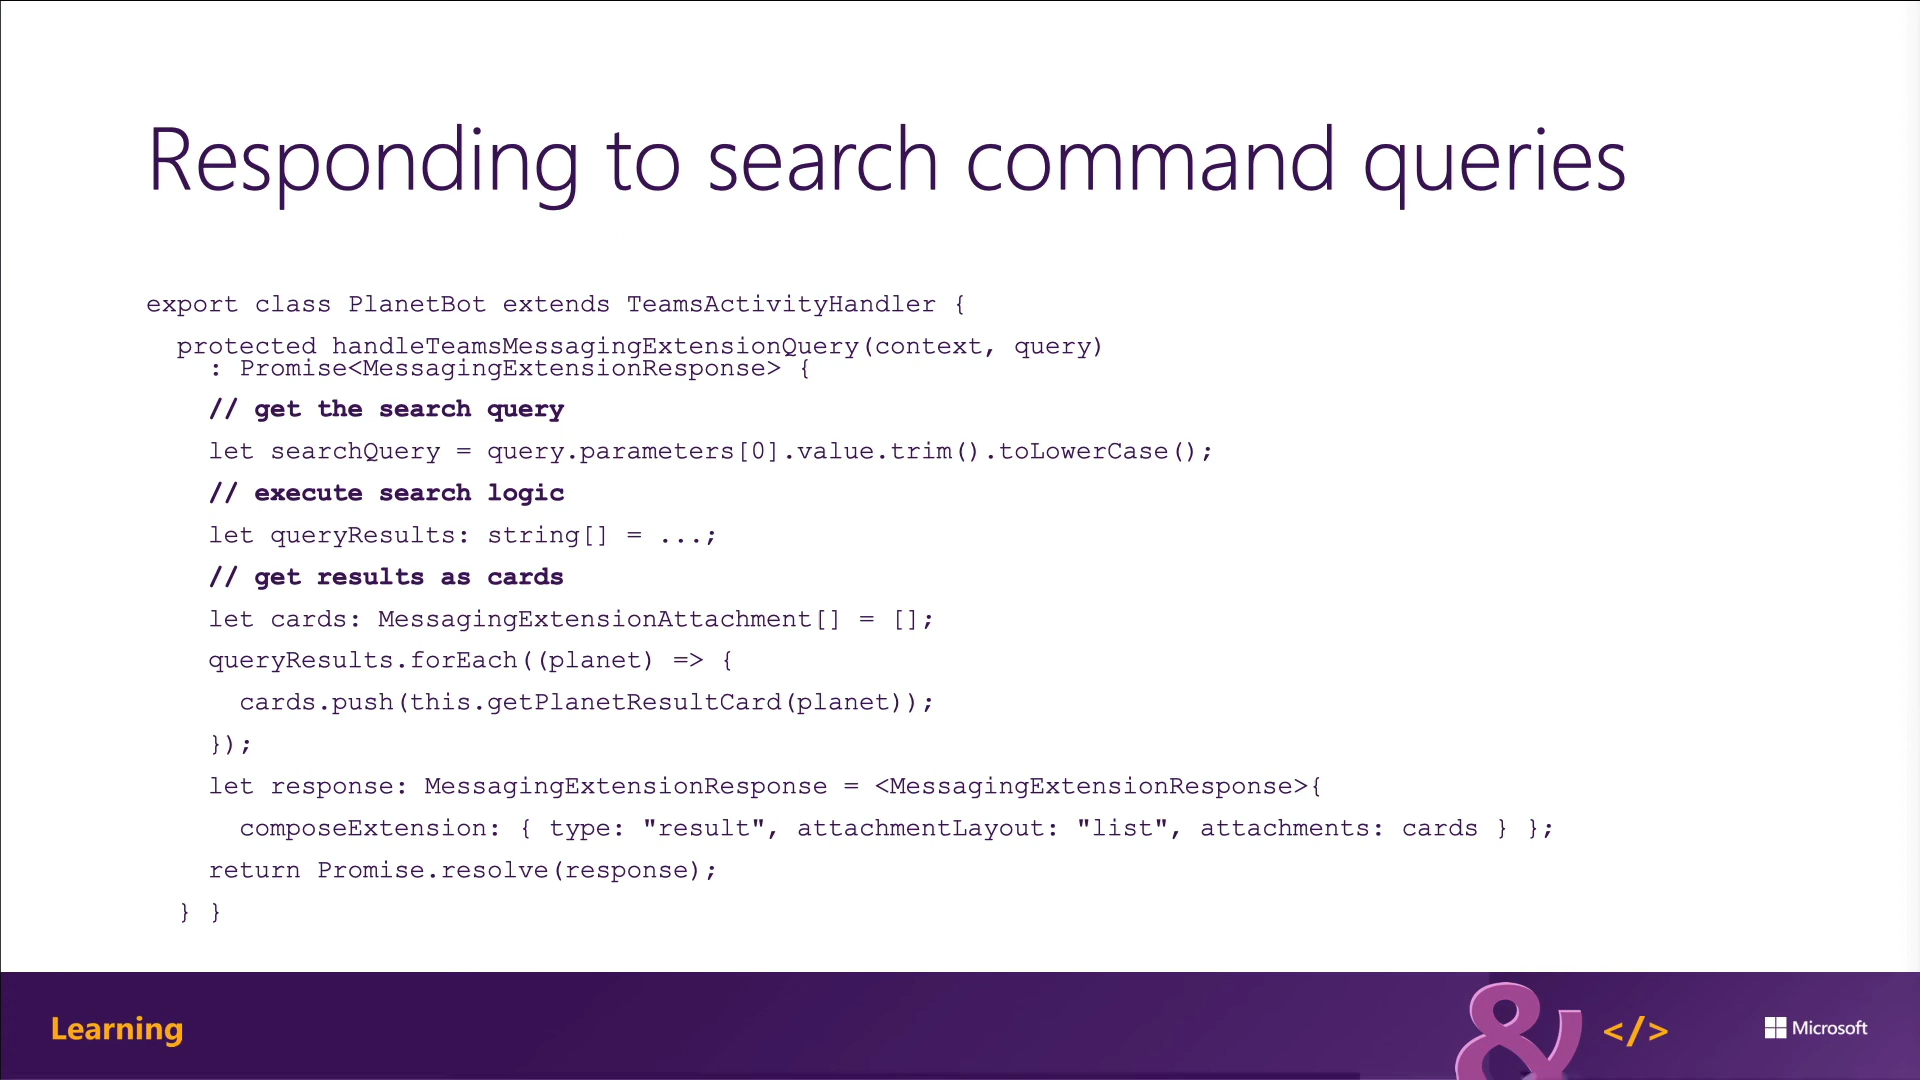 Responding to search command queries
export class PlanetBot extends TeamsActivityHandler {
protected handleTeamsMessagingExtensionQuery(context, query)
: Promise<MessagingExtensionResponse> {
// get the search query
let searchQuery = query.parameters[0].value.trim().toLowerCase();
// execute search logic
let queryResults: string[] = ...;
// get results as cards
let cards: MessagingExtensionAttachment[] = [];
queryResults.forEach((planet) => {
cards.push(this.getPlanetResultCard(planet));
});
let response: MessagingExtensionResponse = <MessagingExtensionResponse>{
composeExtension: { type: "result", attachmentLayout: "list", attachments: cards } };
return Promise.resolve(response);
} }
Learning
& </>
Microsoft